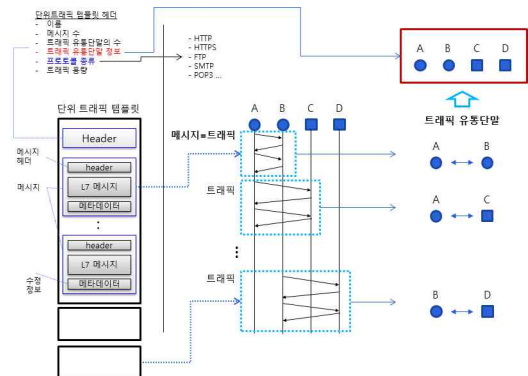 단위트래픽 템플릿 헤더
- 이름
- 메시지 수
- 트래픽 유통단말의 수
- 트래픽 유통단말 정보
- 프로토콜 종류
- 트래픽 용량
- HTTP
- HTTPS
- FTP
- SMTP
- POP3 ...
A B C D
트래픽 유통단말
단위 트래픽 템플릿
Header
메시지
헤더
header
메시지
L7 메시지
메타데이터
:
header
L7 메시지
수정
정보
메타데이터
A B C D
메시지=트래픽
트래픽
⋮
트래픽
A B
A C
B D